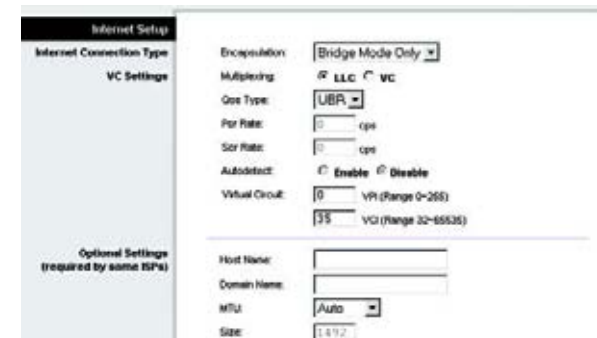 Internet Setup
Internet Connection Type
Encapsulation: Bridge Mode Only
VC Settings
Multiplexing: LLC VC
Qos Type: UBR
Pcr Rate: 0 cps
Scr Rate: 0 cps
Autodetect: Enable Disable
Virtual Circuit: 0 VPI (Range 0~255)
35 VCI (Range 32~65535)
Optional Settings
(required by some ISPs)
Host Name:
Domain Name:
MTU: Auto
Size: 1492